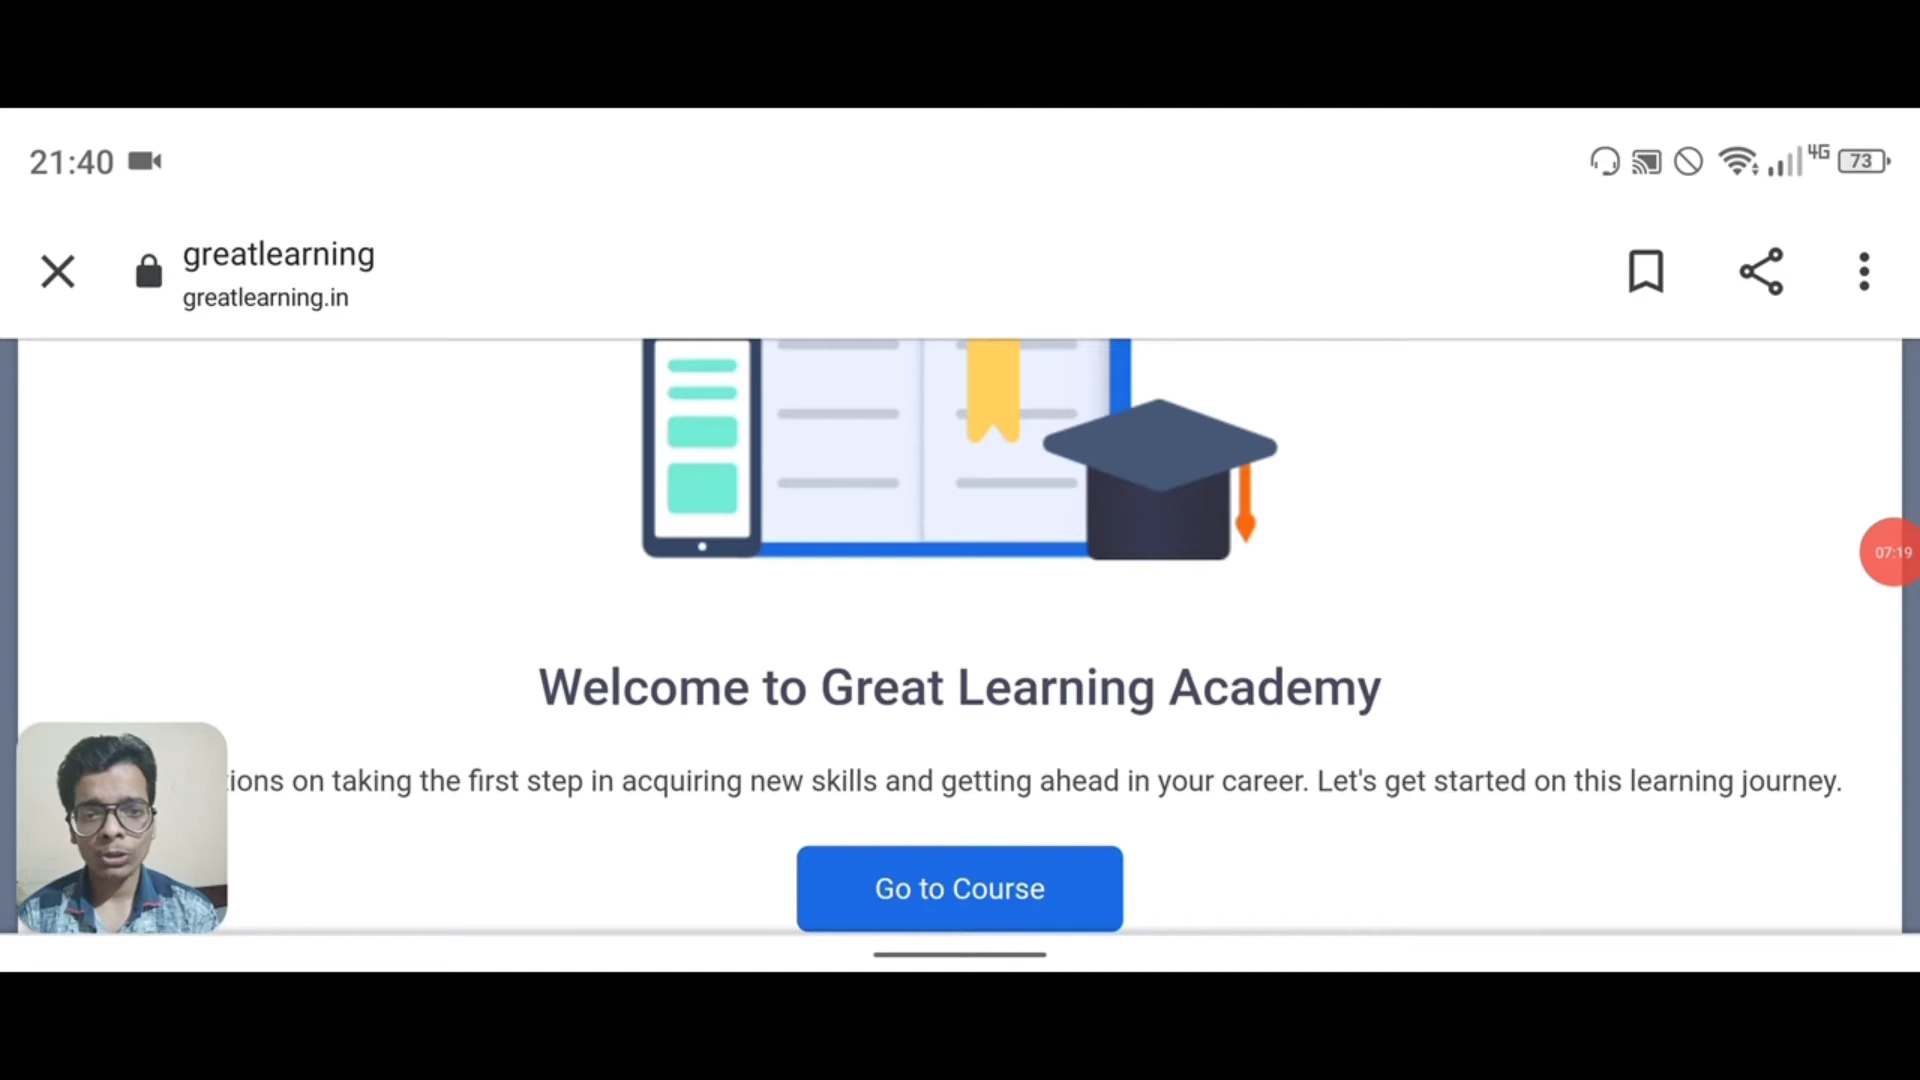 21:40
4G
73
greatlearning
greatlearning.in
07:19
Welcome to Great Learning Academy
on taking the first step in acquiring new skills and getting ahead in your career. Let's get started on this learning journey.
Go to Course